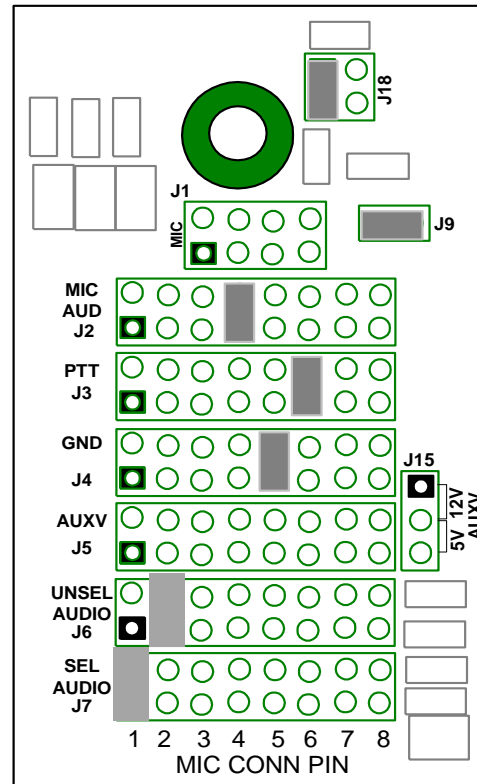 J18
J1
MIC
J9
MIC
AUD
J2
PTT
J3
GND
J4
J15
12V
5V
AUXV
AUXV
J5
UNSEL
AUDIO
J6
SEL
AUDIO
J7
1 2 3 4 5 6 7 8
MIC CONN PIN